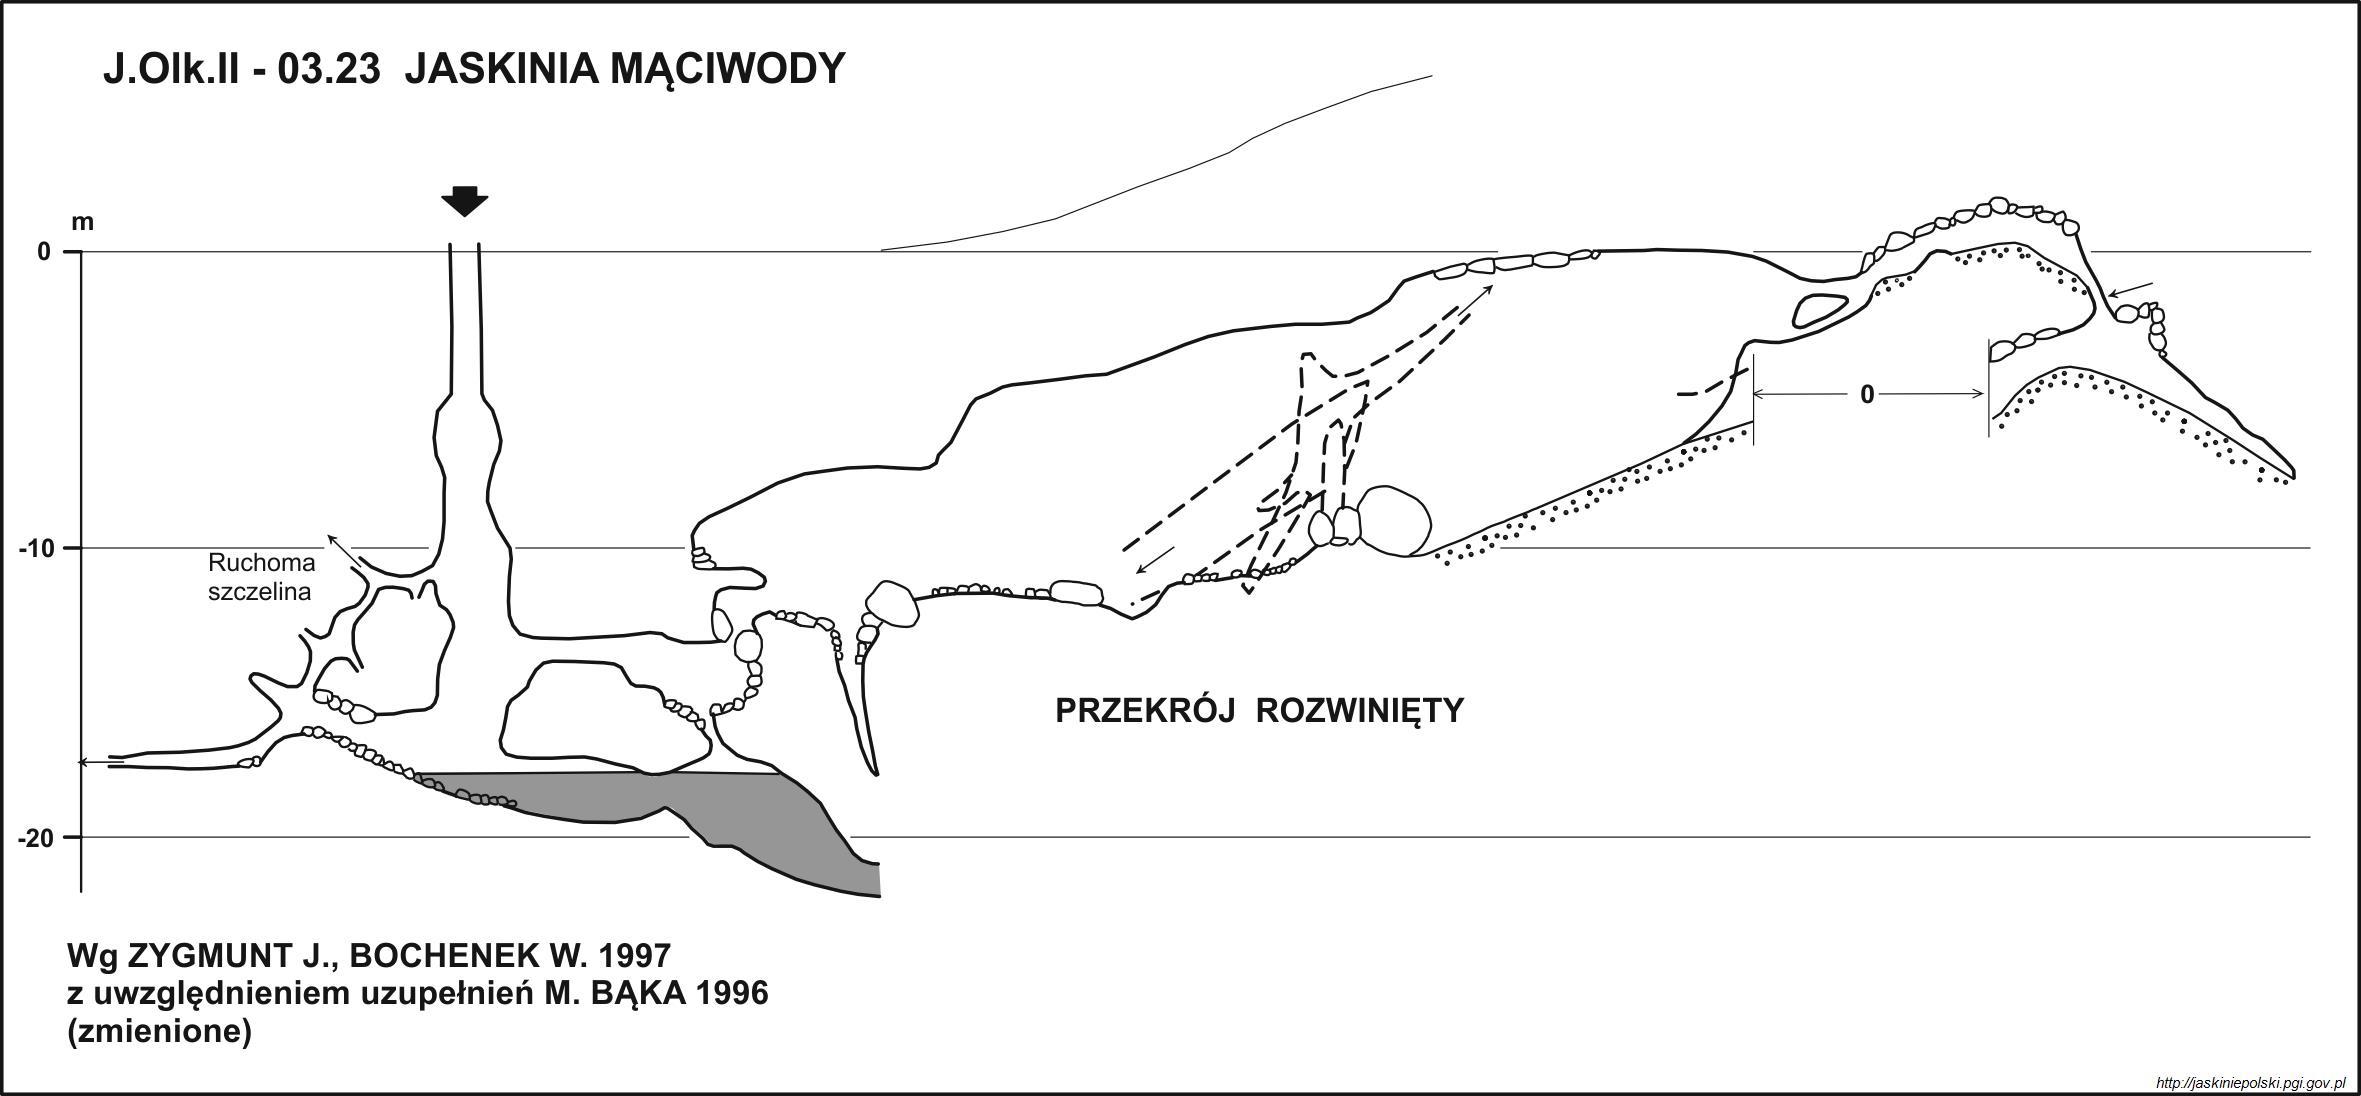 J.Olk.II - 03.23  JASKINIA MĄCIWODY
m
0
0
-10
Ruchoma
szczelina
PRZEKRÓJ  ROZWINIĘTY
-20
Wg ZYGMUNT J., BOCHENEK W. 1997
z uwzględnieniem uzupełnień M. BĄKA 1996
(zmienione)
http://jaskiniepolski.pgi.gov.pl